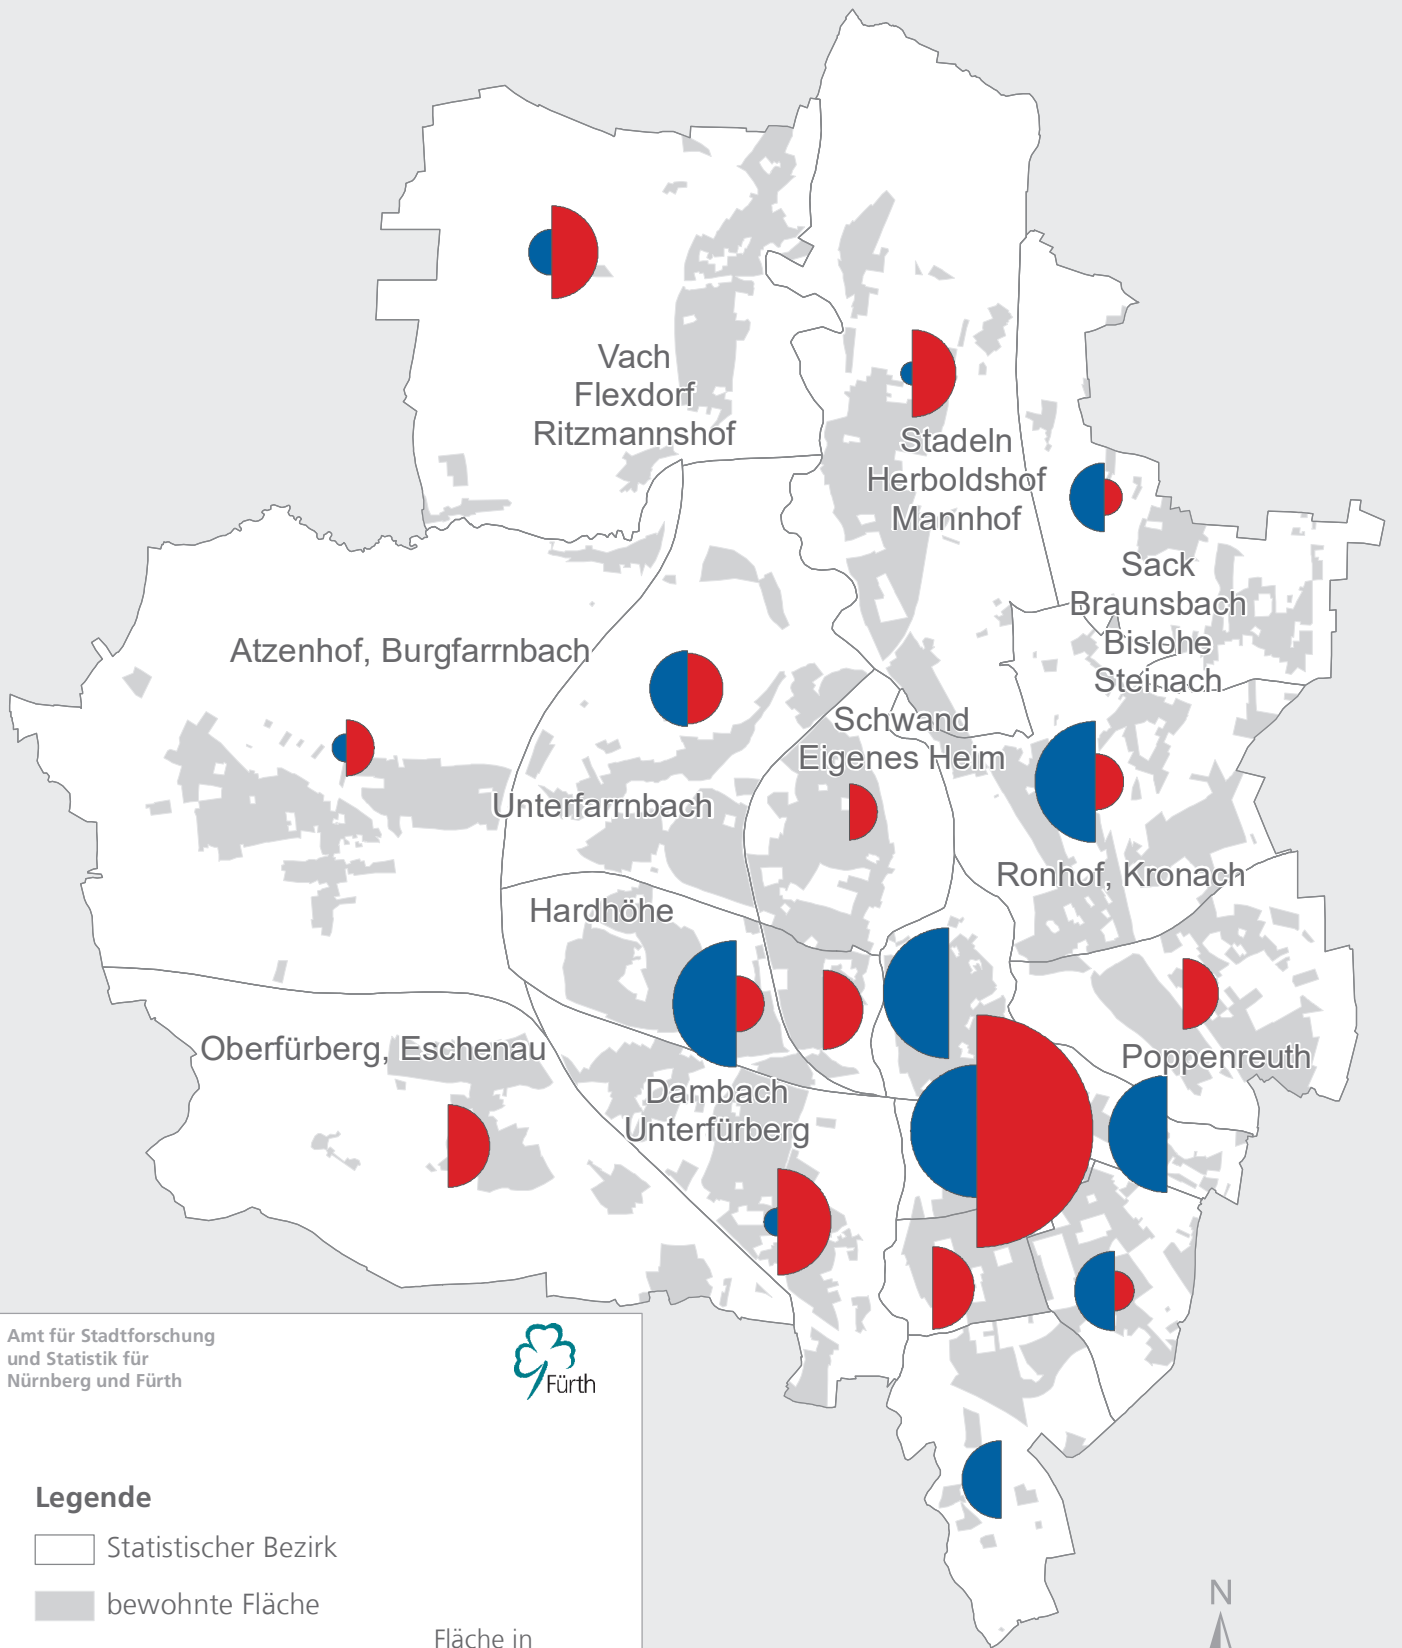 Vach
Flexdorf
Ritzmannshof
Stadeln
Herboldshof
Mannhof
Sack
Braunsbach
Bislohe
Steinach
Atzenhof, Burgfarrnbach
Schwand
Eigenes Heim
Unterfarrnbach
Ronhof, Kronach
Hardhöhe
Oberfürberg, Eschenau
Poppenreuth
Dambach
Unterfürberg
Amt für Stadtforschung
und Statistik für
Nürnberg und Fürth
Fürth
Legende
Statistischer Bezirk
bewohnte Fläche
Fläche in
N